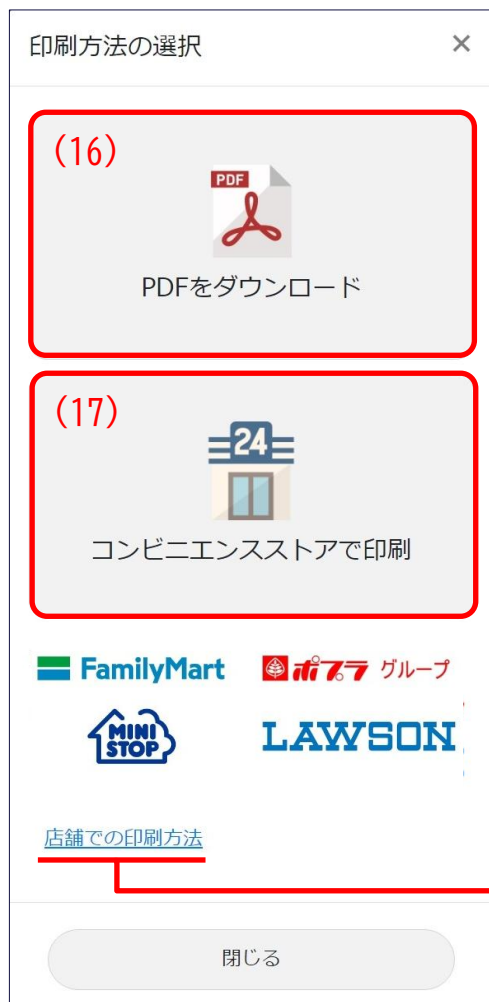 印刷方法の選択 ×
(16)
PDF
PDFをダウンロード
(17)
24
コンビニエンスストアで印刷
FamilyMart ポプラ グループ
MINI STOP LAWSON
店舗での印刷方法
閉じる